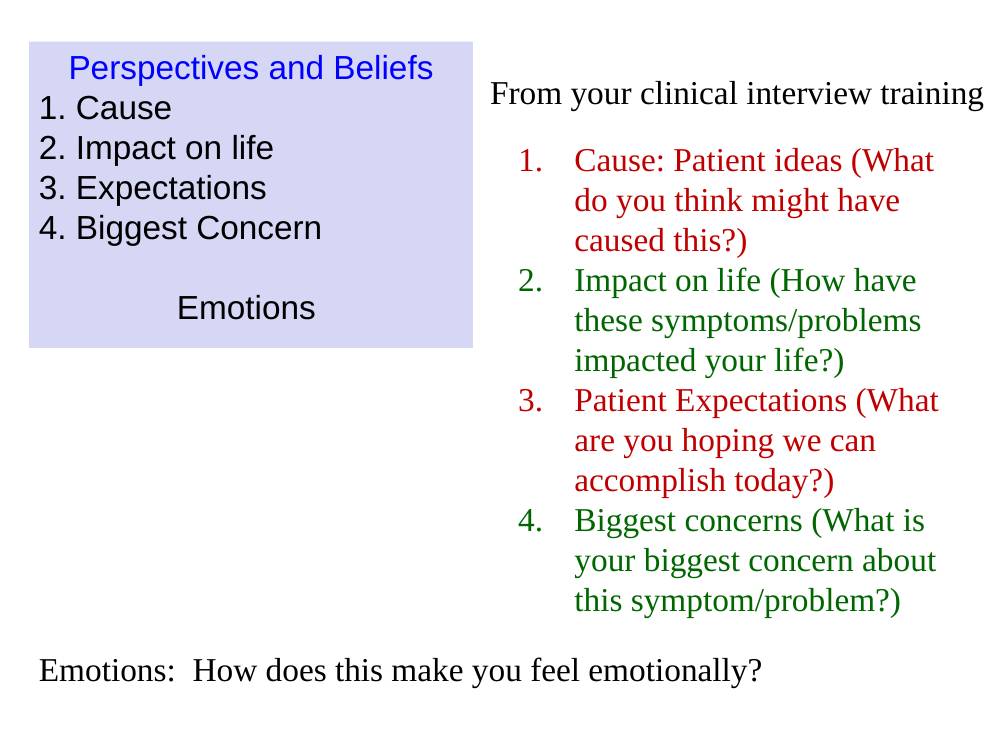 Perspectives and Beliefs
1. Cause
2. Impact on life
3. Expectations
4. Biggest Concern
Emotions
From your clinical interview training
1. Cause: Patient ideas (What
do you think might have
caused this?)
2. Impact on life (How have
these symptoms/problems
impacted your life?)
3. Patient Expectations (What
are you hoping we can
accomplish today?)
4. Biggest concerns (What is
your biggest concern about
this symptom/problem?)
Emotions:  How does this make you feel emotionally?